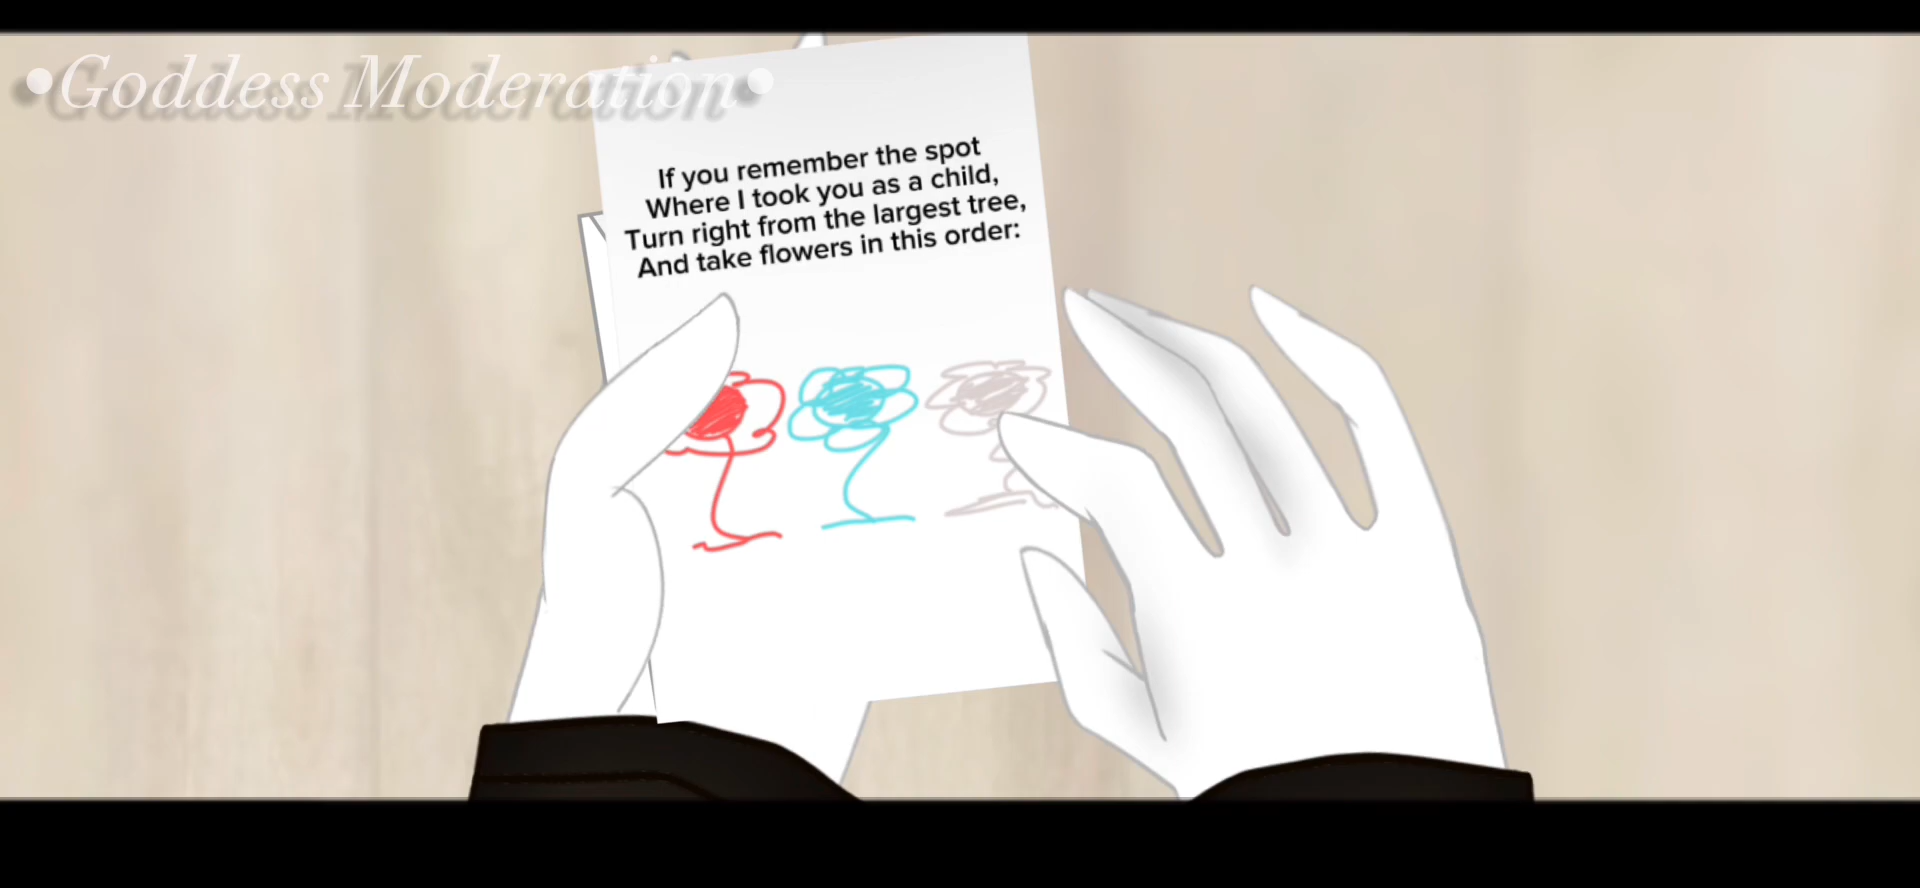 •Goddess Moderation•
If you remember the spot
Where I took you as a child,
Turn right from the largest tree,
And take flowers in this order: